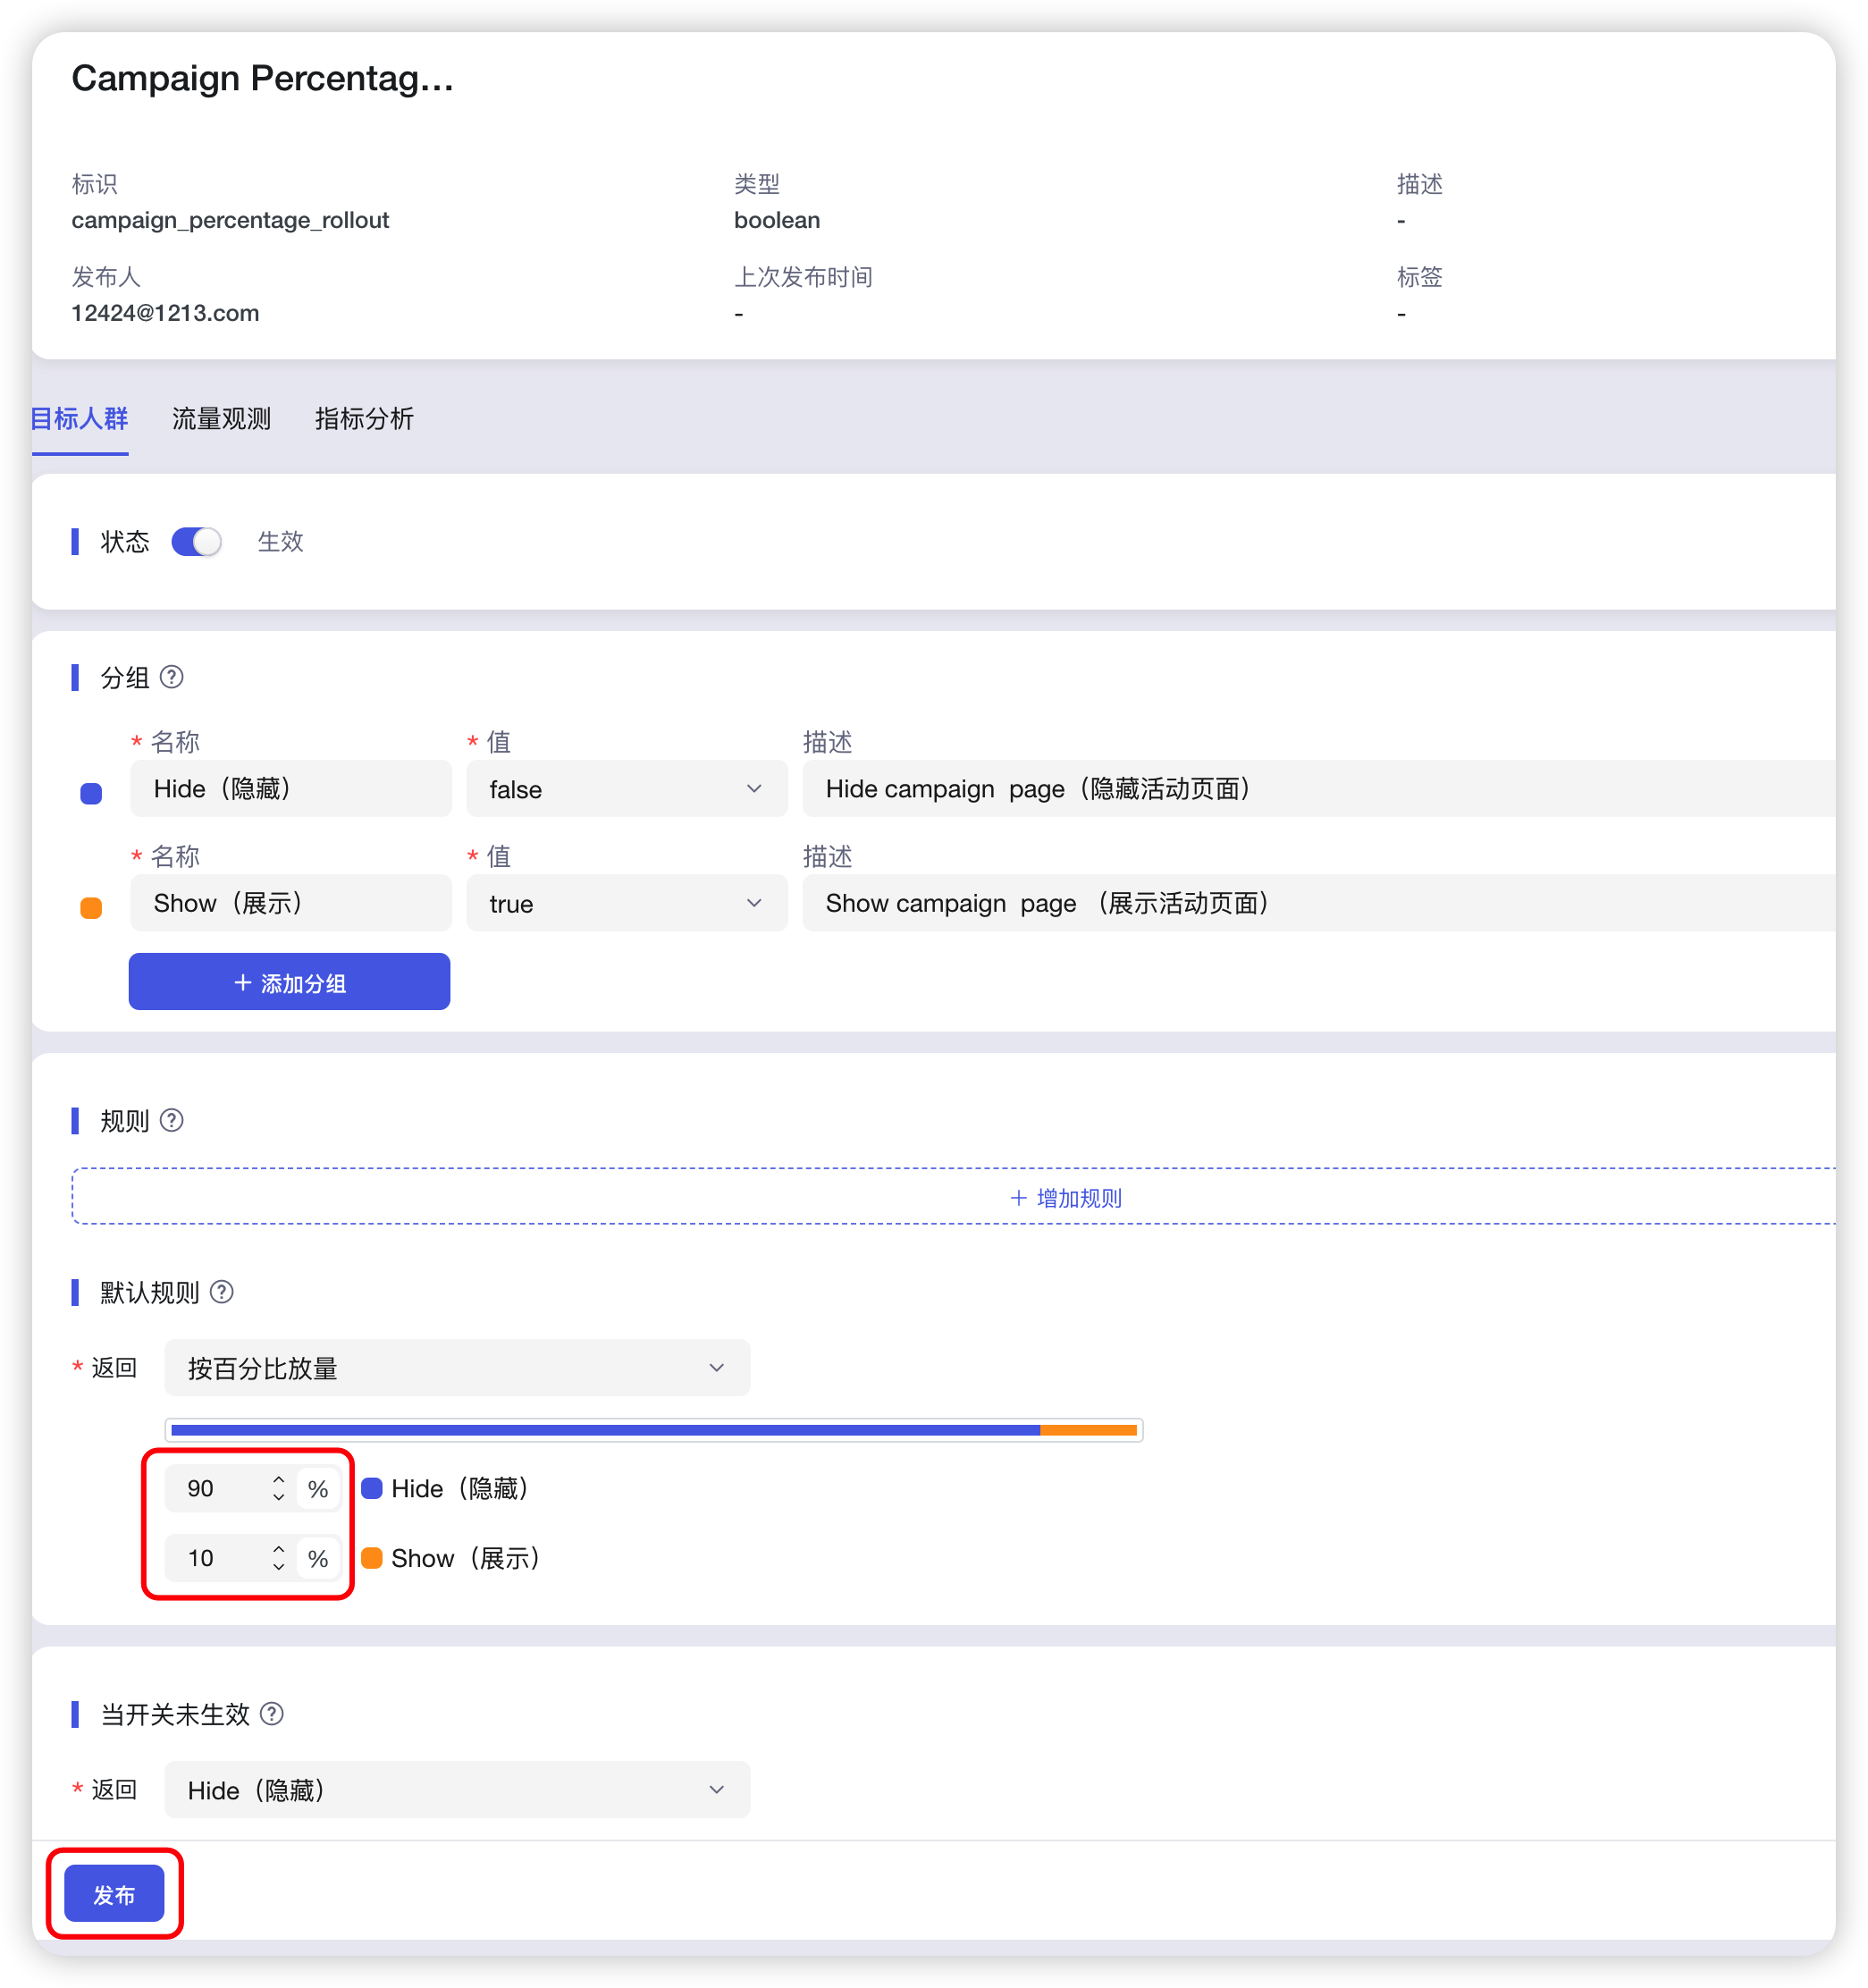 Campaign Percentag...
标识 类型 描述
campaign_percentage_rollout boolean -
发布人 上次发布时间 标签
12424@1213.com - -
目标人群 流量观测 指标分析
状态 生效
分组 ?
* 名称 * 值 描述
Hide（隐藏） false Hide campaign page（隐藏活动页面）
* 名称 * 值 描述
Show（展示） true Show campaign page （展示活动页面）
+ 添加分组
规则 ?
+ 增加规则
默认规则 ?
* 返回 按百分比放量
90 % Hide（隐藏）
10 % Show（展示）
当开关未生效 ?
* 返回 Hide（隐藏）
发布